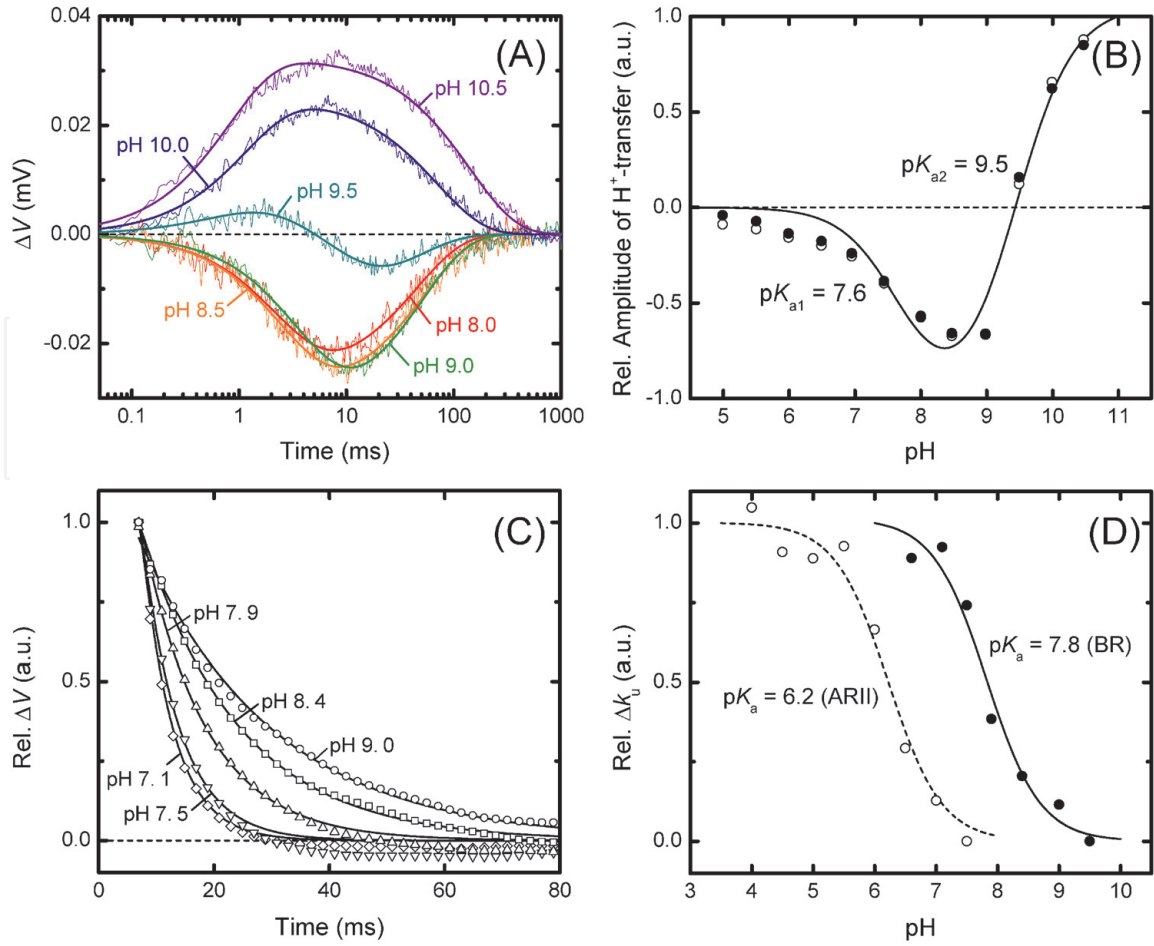 (A)
0.04
0.02
0.00
-0.02
ΔV (mV)
pH 10.5
pH 10.0
pH 9.5
pH 8.5
pH 8.0
pH 9.0
0.1 1 10 100 1000
Time (ms)
(B)
1.0
0.5
0.0
-0.5
-1.0
Rel. Amplitude of H⁺-transfer (a.u.)
pKa2 = 9.5
pKa1 = 7.6
5 6 7 8 9 10 11
pH
(C)
1.0
0.5
0.0
Rel. ΔV (a.u.)
pH 7. 9
pH 8. 4
pH 9. 0
pH 7. 1
pH 7. 5
0 20 40 60 80
Time (ms)
(D)
1.0
0.5
0.0
Rel. Δku (a.u.)
pKa = 7.8 (BR)
pKa = 6.2 (ARII)
3 4 5 6 7 8 9 10
pH